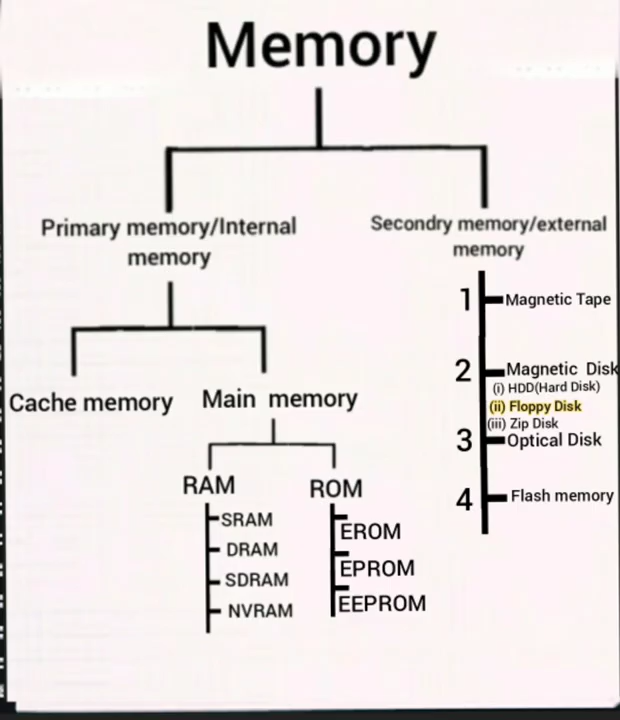 Memory
Primary memory/Internal
memory
Secondry memory/external
memory
1 Magnetic Tape
2 Magnetic Disk
(i) HDD(Hard Disk)
(ii) Floppy Disk
(iii) Zip Disk
3 Optical Disk
4 Flash memory
Cache memory
Main memory
RAM
SRAM
DRAM
SDRAM
NVRAM
ROM
EROM
EPROM
EEPROM